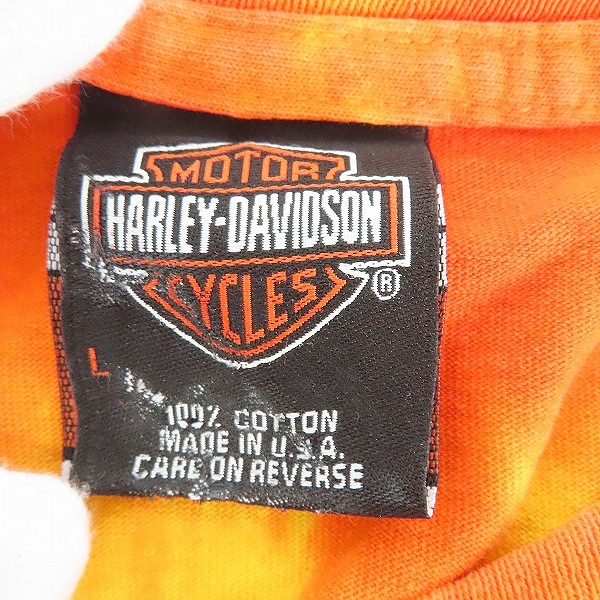 MOTOR
HARLEY-DAVIDSON
CYCLES
®
L
100% COTTON
MADE IN U.S.A.
CARE ON REVERSE